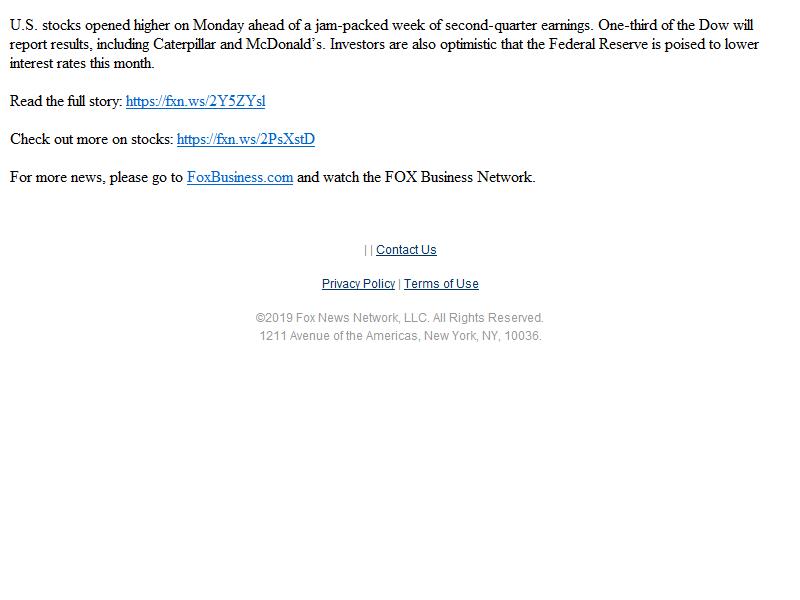 U.S. stocks opened higher on Monday ahead of a jam-packed week of second-quarter earnings. One-third of the Dow will
report results, including Caterpillar and McDonald’s. Investors are also optimistic that the Federal Reserve is poised to lower
interest rates this month.
Read the full story: https://fxn.ws/2Y5ZYsl
Check out more on stocks: https://fxn.ws/2PsXstD
For more news, please go to FoxBusiness.com and watch the FOX Business Network.
| | Contact Us
Privacy Policy | Terms of Use
©2019 Fox News Network, LLC. All Rights Reserved.
1211 Avenue of the Americas, New York, NY, 10036.